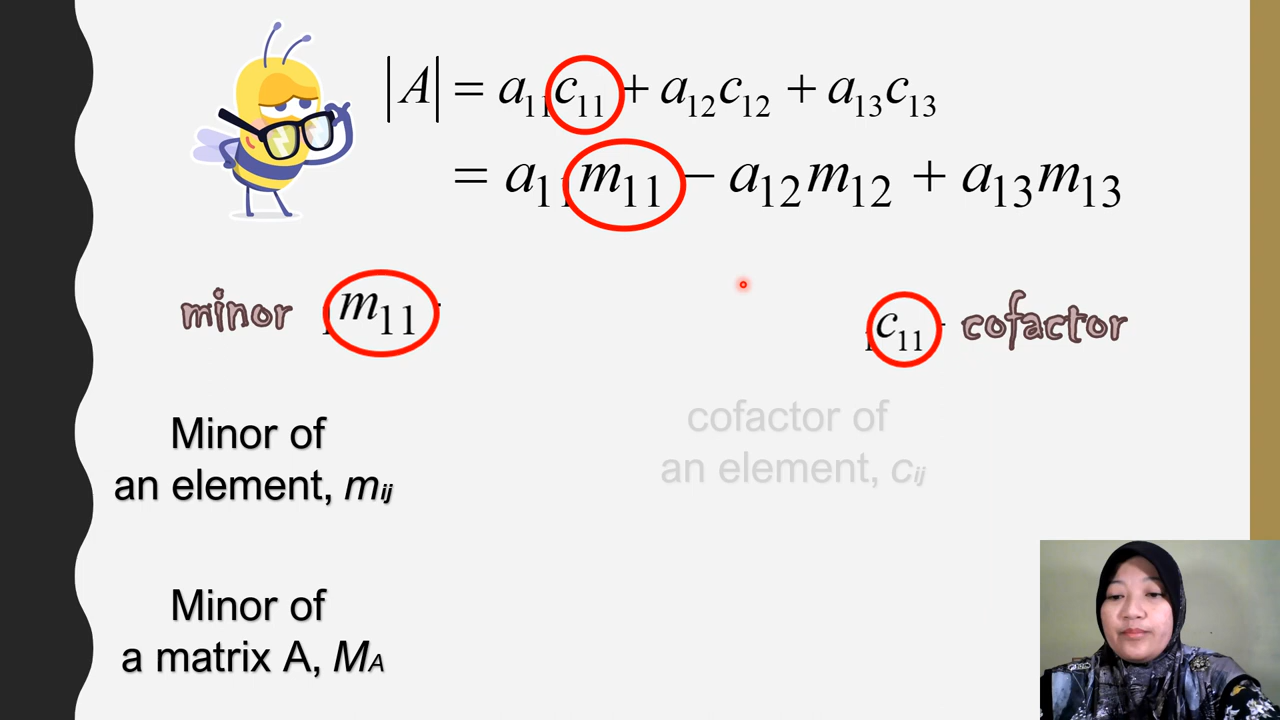 |A| = a11c11 + a12c12 + a13c13
= a11m11 − a12m12 + a13m13
minor m11
c11 cofactor
Minor of
an element, mij
cofactor of
an element, cij
Minor of
a matrix A, MA